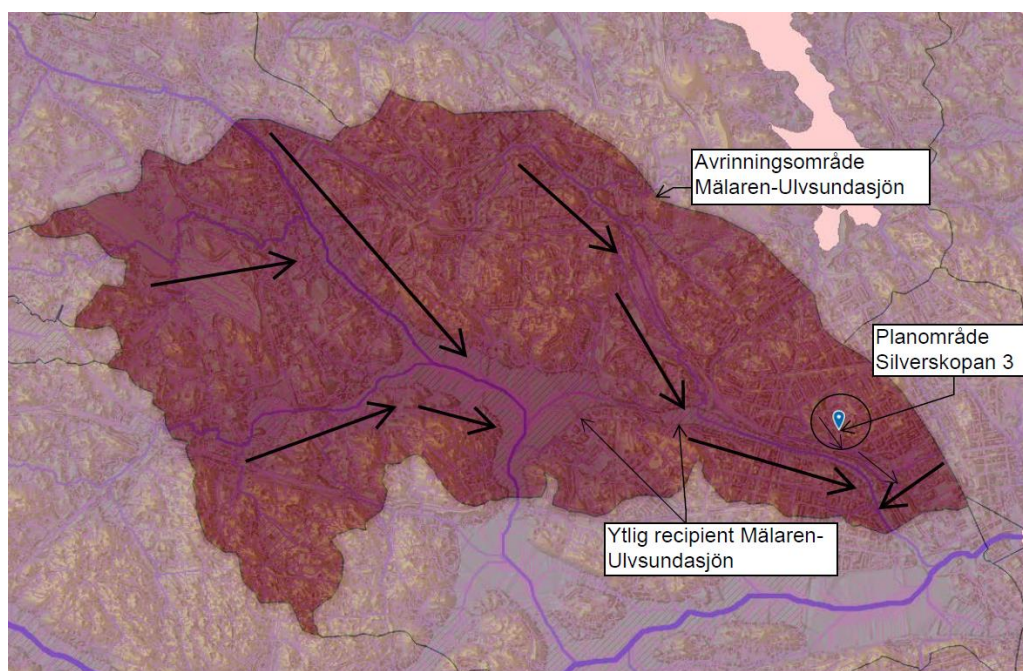 Avrinningsområde
Mälaren-Ulvsundasjön
Planområde
Silverskopan 3
Ytlig recipient Mälaren-
Ulvsundasjön